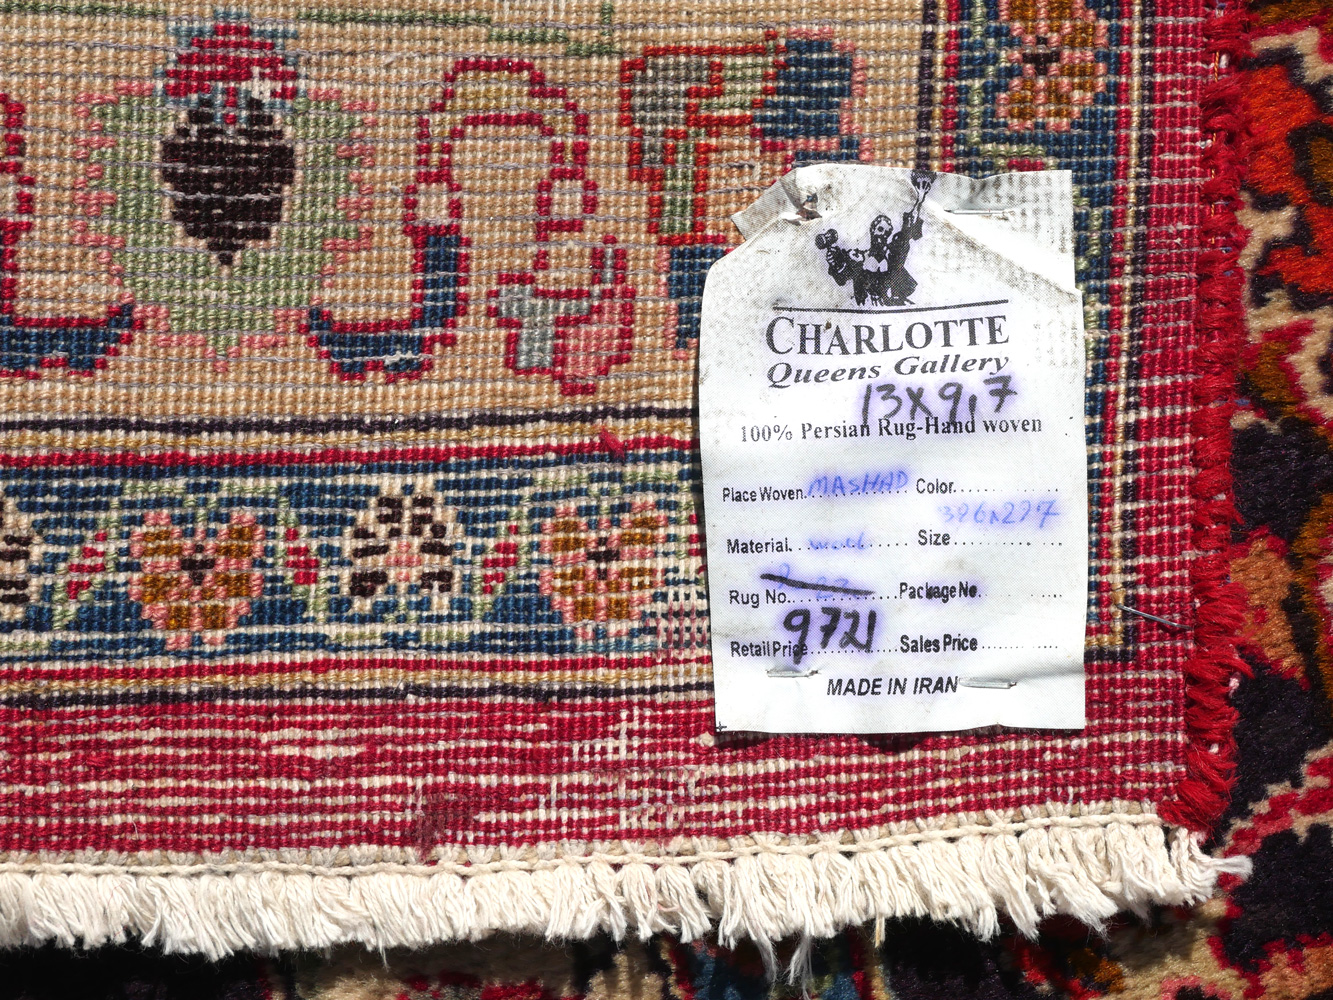 CHARLOTTE
Queens Gallery
13x9,7
100% Persian Rug-Hand woven
Place Woven MASHAD Color
Material wool Size
Rug No. Package No.
9721
Retail Price Sales Price
MADE IN IRAN